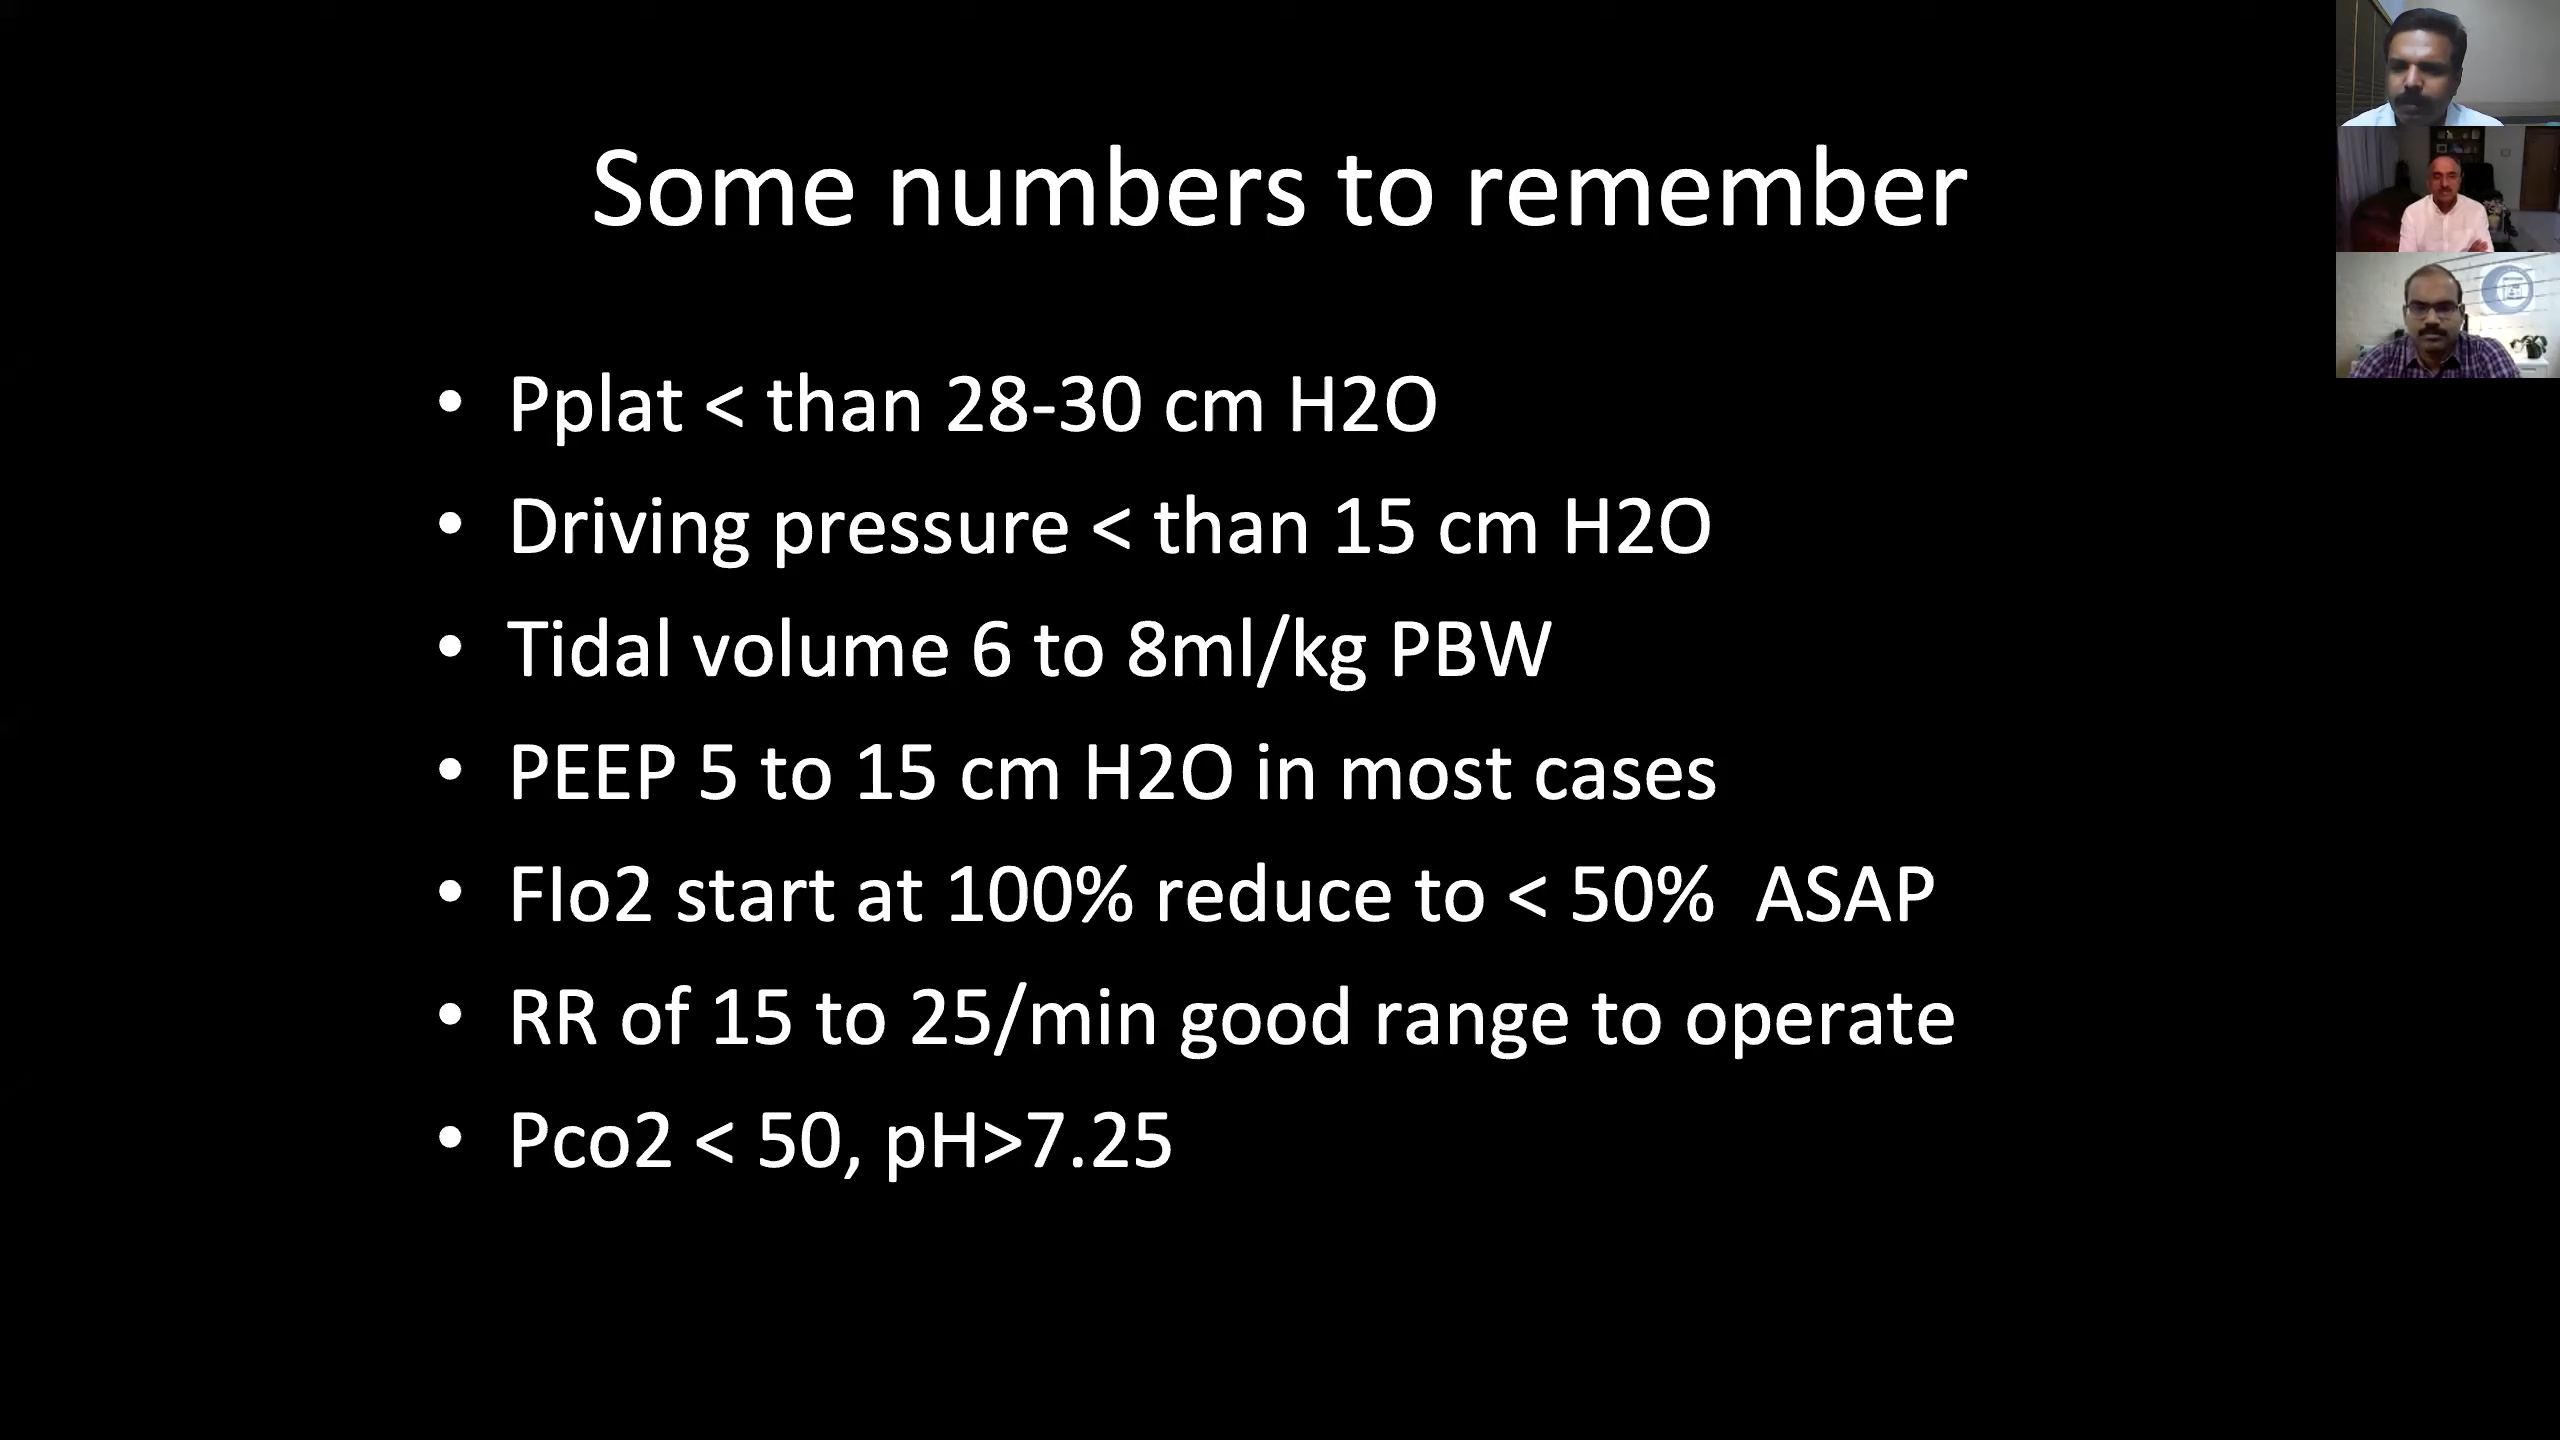 Some numbers to remember
• Pplat < than 28-30 cm H2O
• Driving pressure < than 15 cm H2O
• Tidal volume 6 to 8ml/kg PBW
• PEEP 5 to 15 cm H2O in most cases
• FIo2 start at 100% reduce to < 50%  ASAP
• RR of 15 to 25/min good range to operate
• Pco2 < 50, pH>7.25